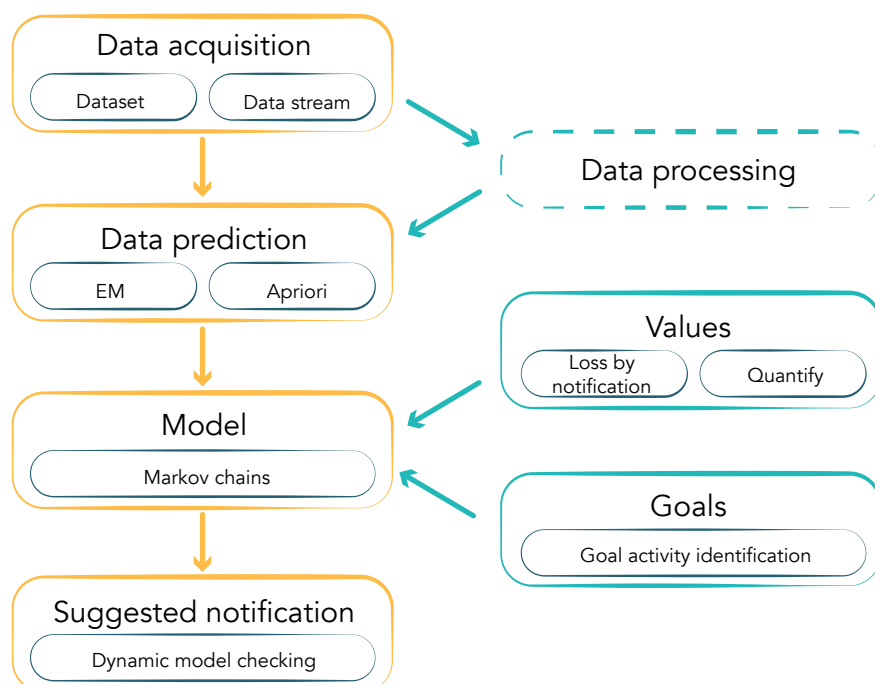 Data acquisition
Dataset
Data stream
Data processing
Data prediction
EM
Apriori
Values
Loss by
notification
Quantify
Model
Markov chains
Goals
Goal activity identification
Suggested notification
Dynamic model checking